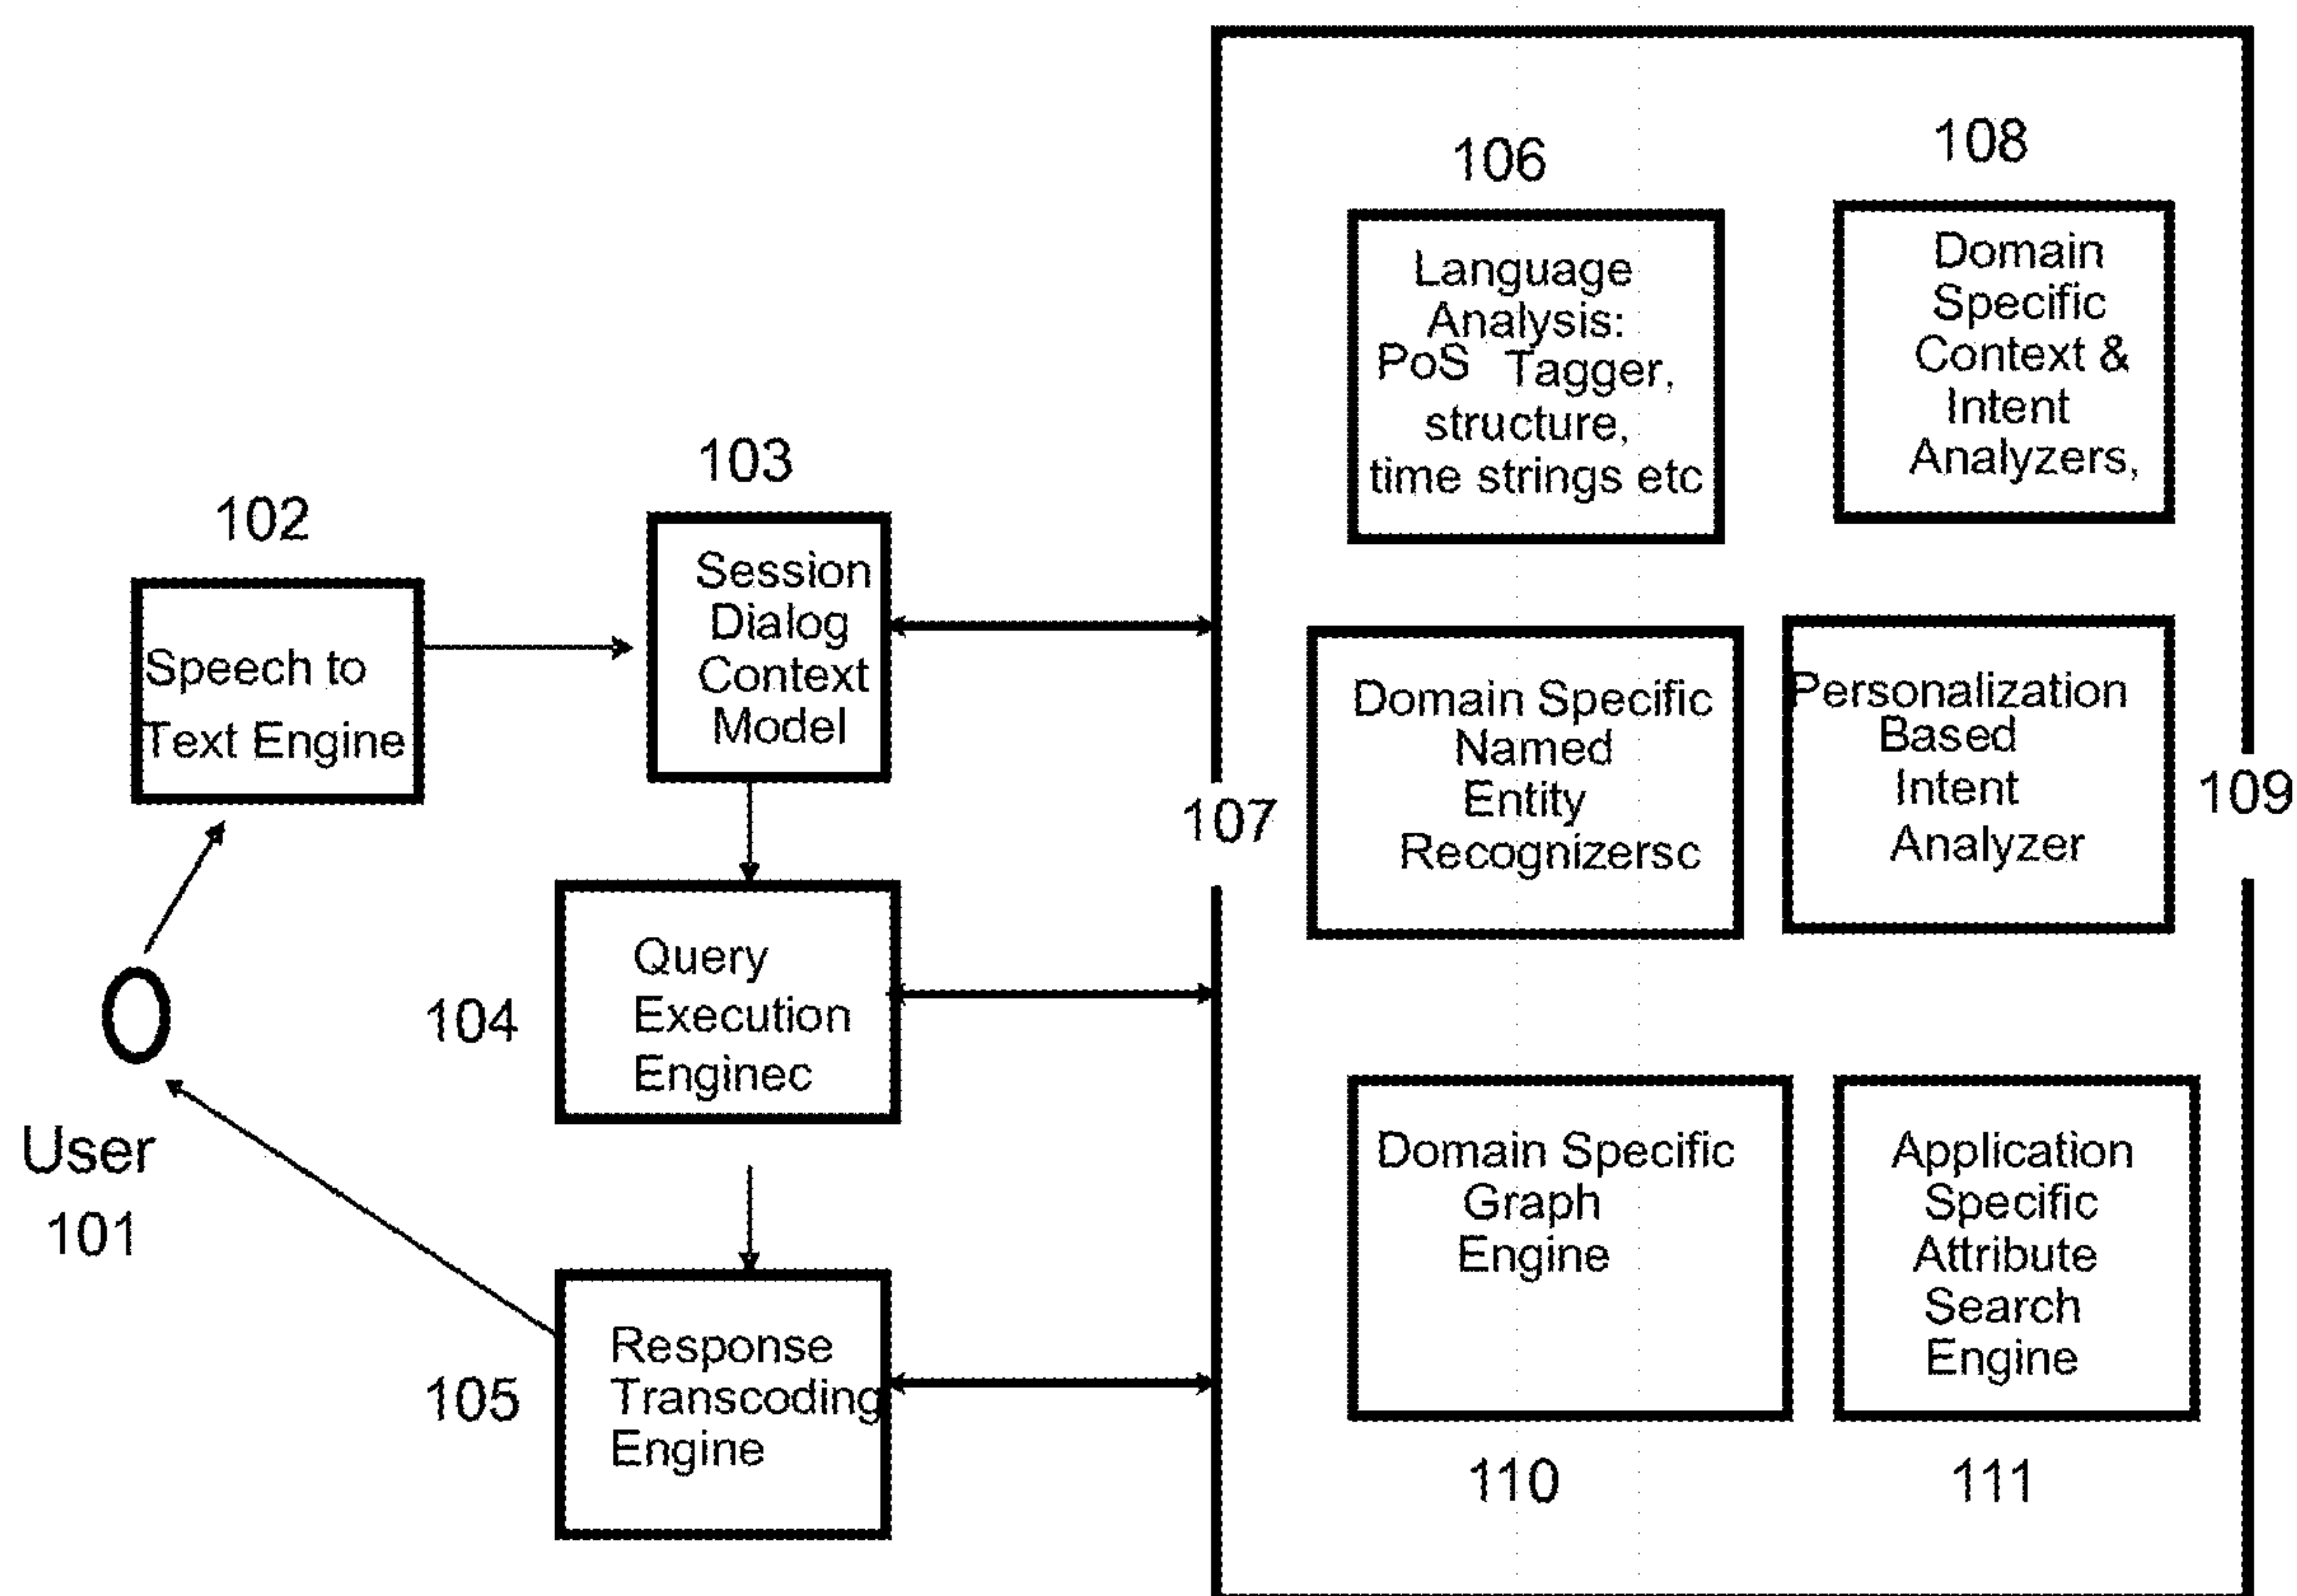 102
Speech to
Text Engine
User
101
103
Session
Dialog
Context
Model
104
Query
Execution
Enginec
105
Response
Transcoding
Engine
106
Language
Analysis:
PoS Tagger,
structure,
time strings etc
108
Domain
Specific
Context &
Intent
Analyzers,
107
Domain Specific
Named
Entity
Recognizersc
Personalization
Based
Intent
Analyzer
109
Domain Specific
Graph
Engine
110
Application
Specific
Attribute
Search
Engine
111